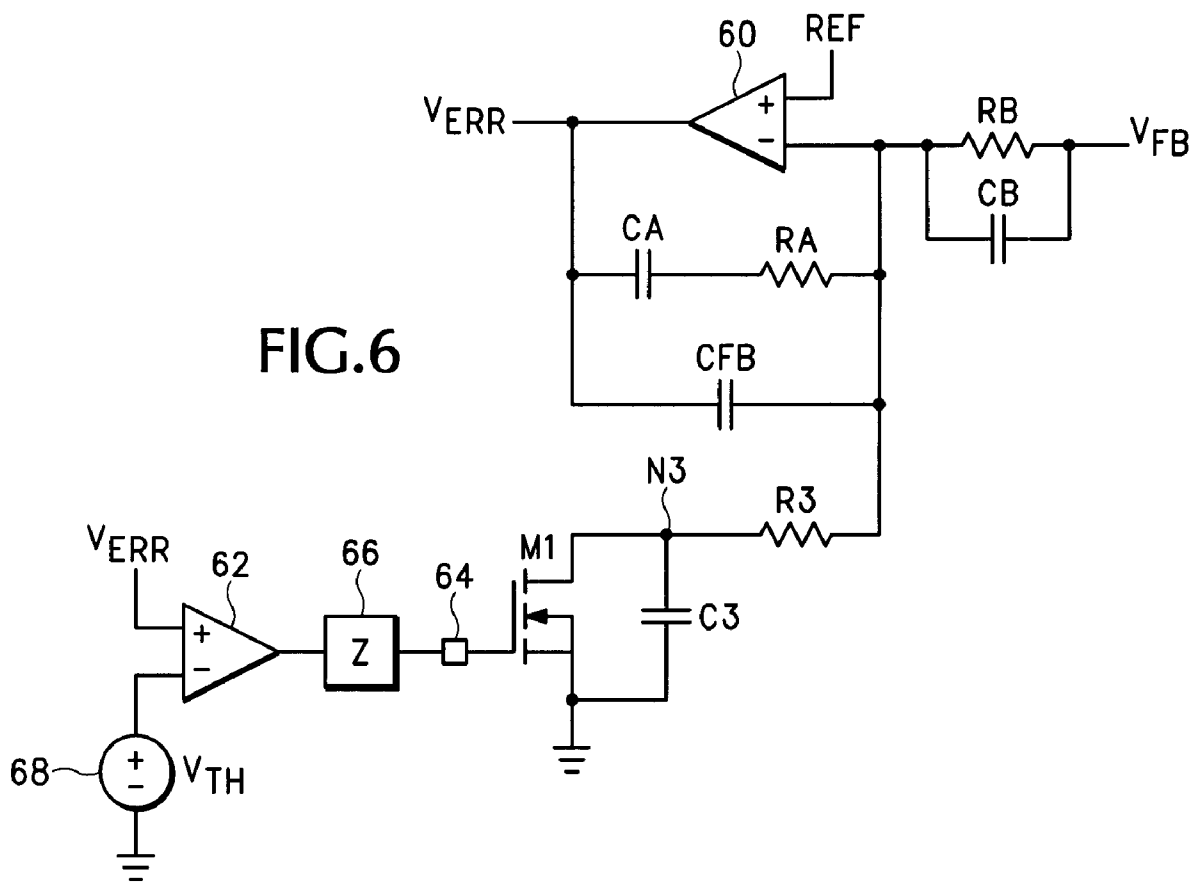 60
REF
VERR
+
-
RB
VFB
CB
CA
RA
FIG.6
CFB
N3
R3
VERR
62
66
64
M1
+
-
Z
C3
68
+
-
VTH